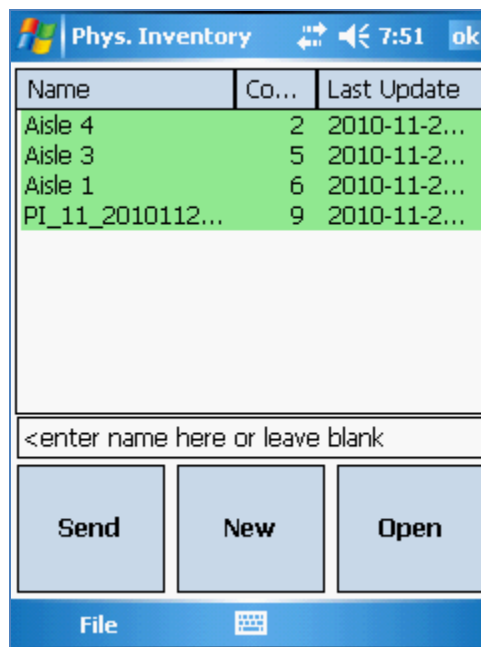 Phys. Inventory 7:51 ok
Name Co... Last Update
Aisle 4 2 2010-11-2...
Aisle 3 5 2010-11-2...
Aisle 1 6 2010-11-2...
PI_11_2010112... 9 2010-11-2...
<enter name here or leave blank
Send New Open
File